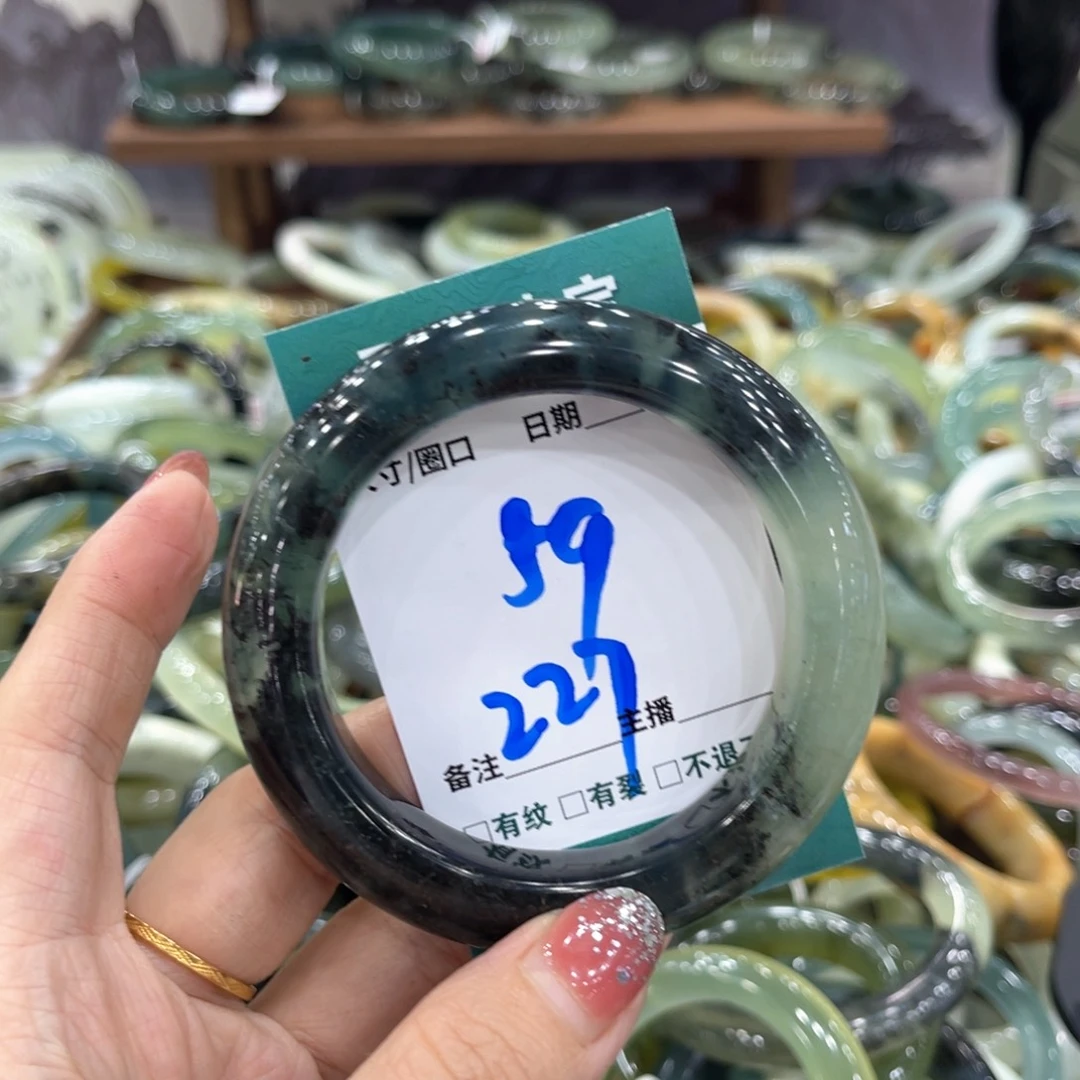 寸/圈口 日期
59
227
主播
备注
□有纹 □有裂 □不退